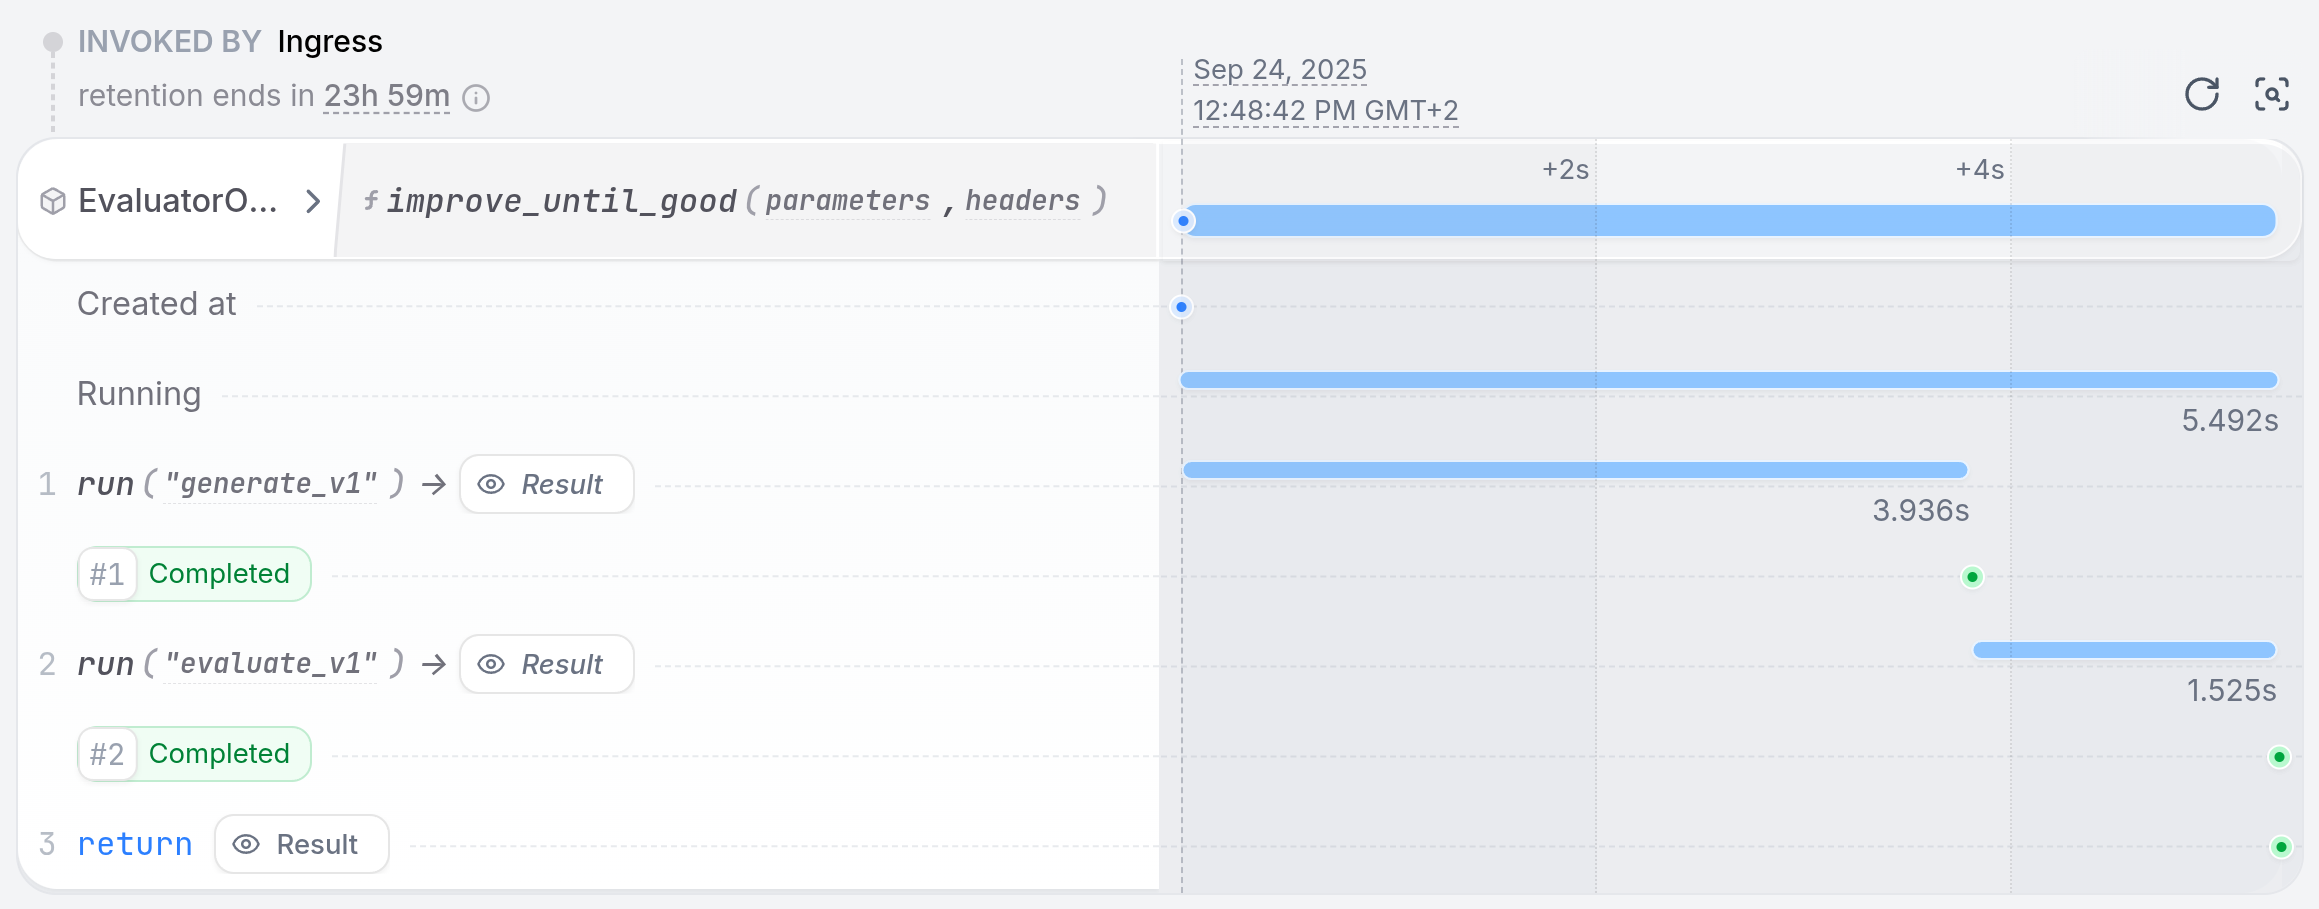 INVOKED BY Ingress
retention ends in 23h 59m
Sep 24, 2025
12:48:42 PM GMT+2
+2s
+4s
EvaluatorO... > ƒ improve_until_good(parameters , headers )
Created at
Running
5.492s
1 run("generate_v1" ) → Result
3.936s
#1 Completed
2 run("evaluate_v1" ) → Result
1.525s
#2 Completed
3 return Result